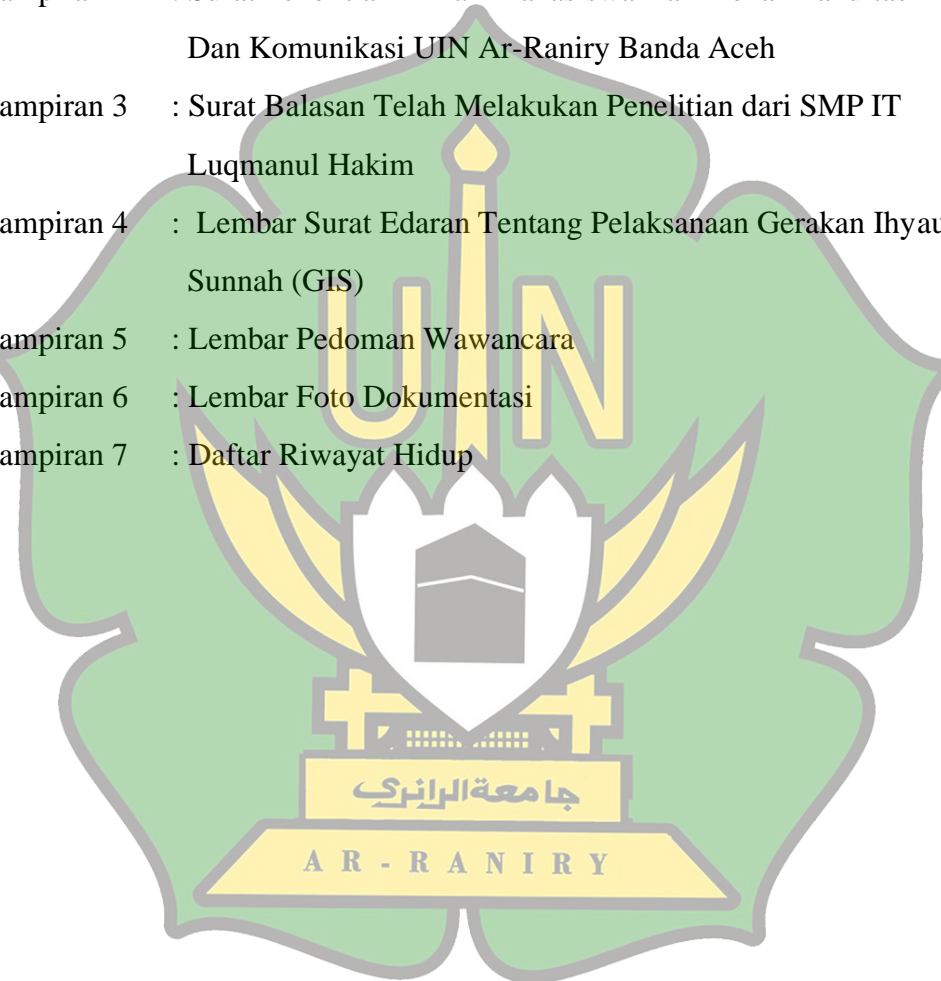 Dan Komunikasi UIN Ar-Raniry Banda Aceh
ampiran 3 : Surat Balasan Telah Melakukan Penelitian dari SMP IT
Luqmanul Hakim
ampiran 4 : Lembar Surat Edaran Tentang Pelaksanaan Gerakan Ihyau
Sunnah (GIS)
ampiran 5 : Lembar Pedoman Wawancara
ampiran 6 : Lembar Foto Dokumentasi
ampiran 7 : Daftar Riwayat Hidup
UIN
جامعةالرانري
AR-RANIRY